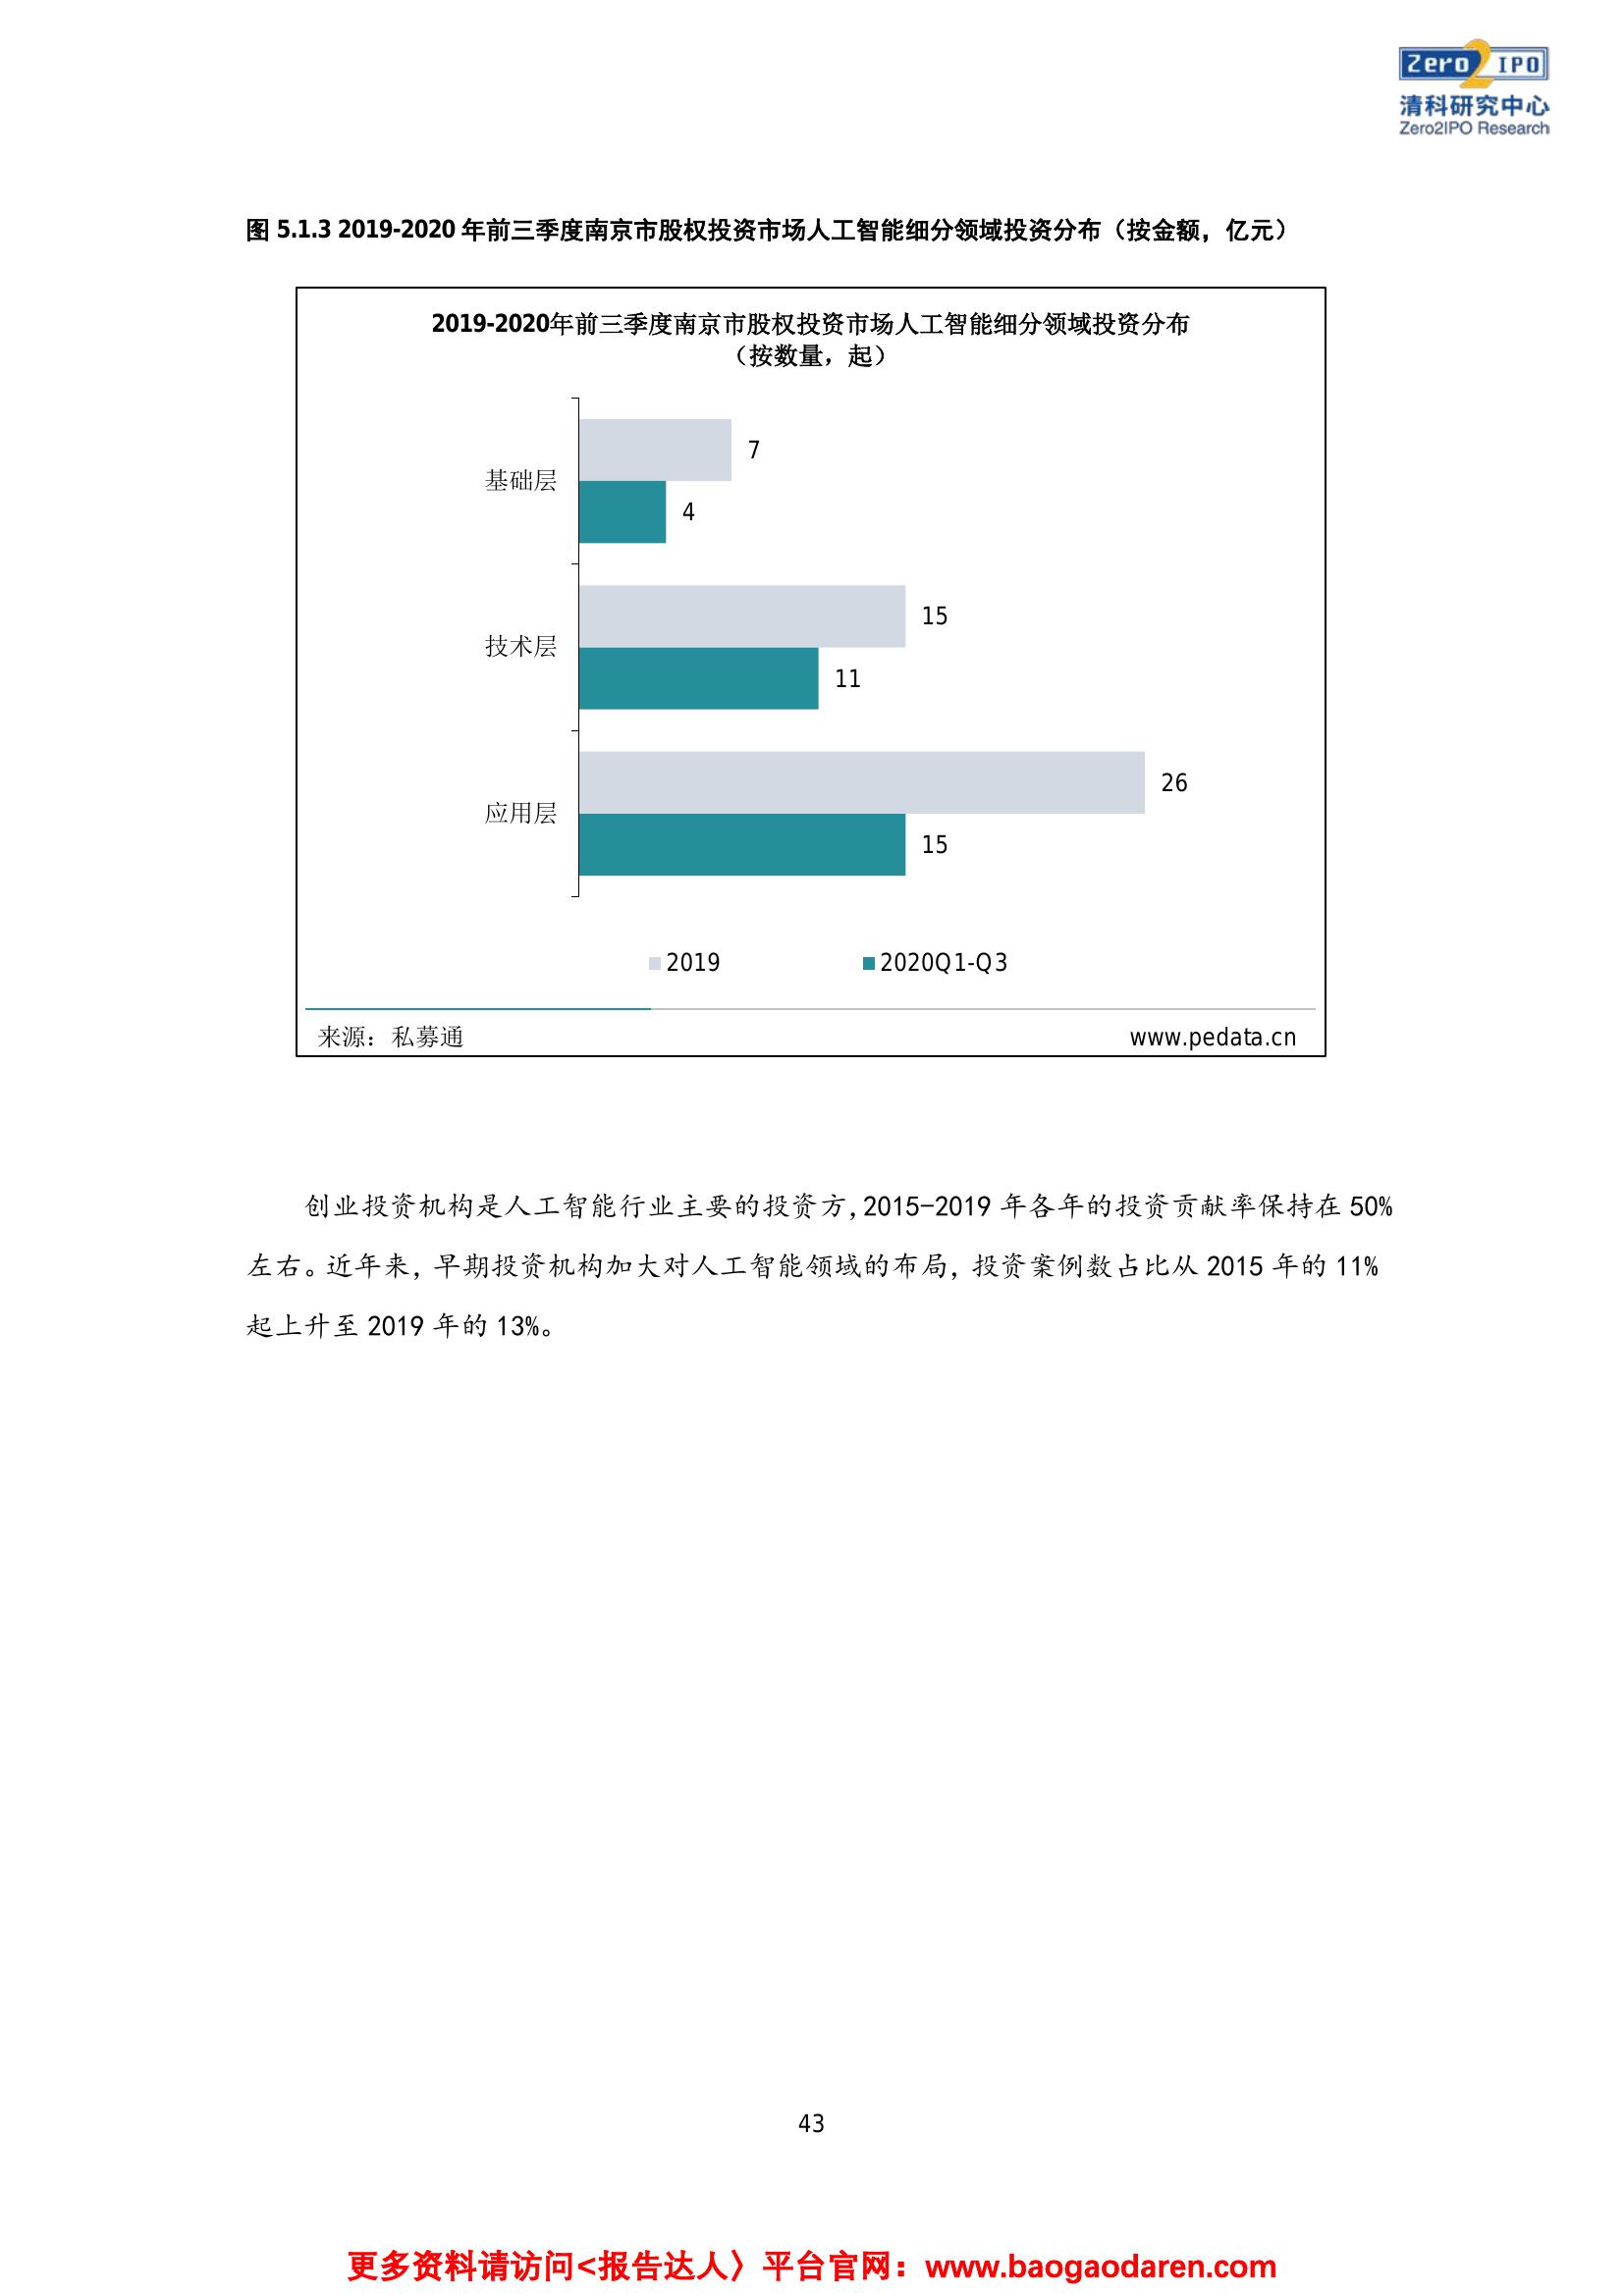 Zero2IPO
清科研究中心
Zero2IPO Research
图 5.1.3 2019-2020 年前三季度南京市股权投资市场人工智能细分领域投资分布（按金额，亿元）
2019-2020年前三季度南京市股权投资市场人工智能细分领域投资分布
（按数量，起）
7
基础层
4
15
技术层
11
26
应用层
15
2019 2020Q1-Q3
来源：私募通 www.pedata.cn
创业投资机构是人工智能行业主要的投资方，2015-2019 年各年的投资贡献率保持在 50%
左右。近年来，早期投资机构加大对人工智能领域的布局，投资案例数占比从 2015 年的 11%
起上升至 2019 年的 13%。
43
更多资料请访问<报告达人〉平台官网：www.baogaodaren.com